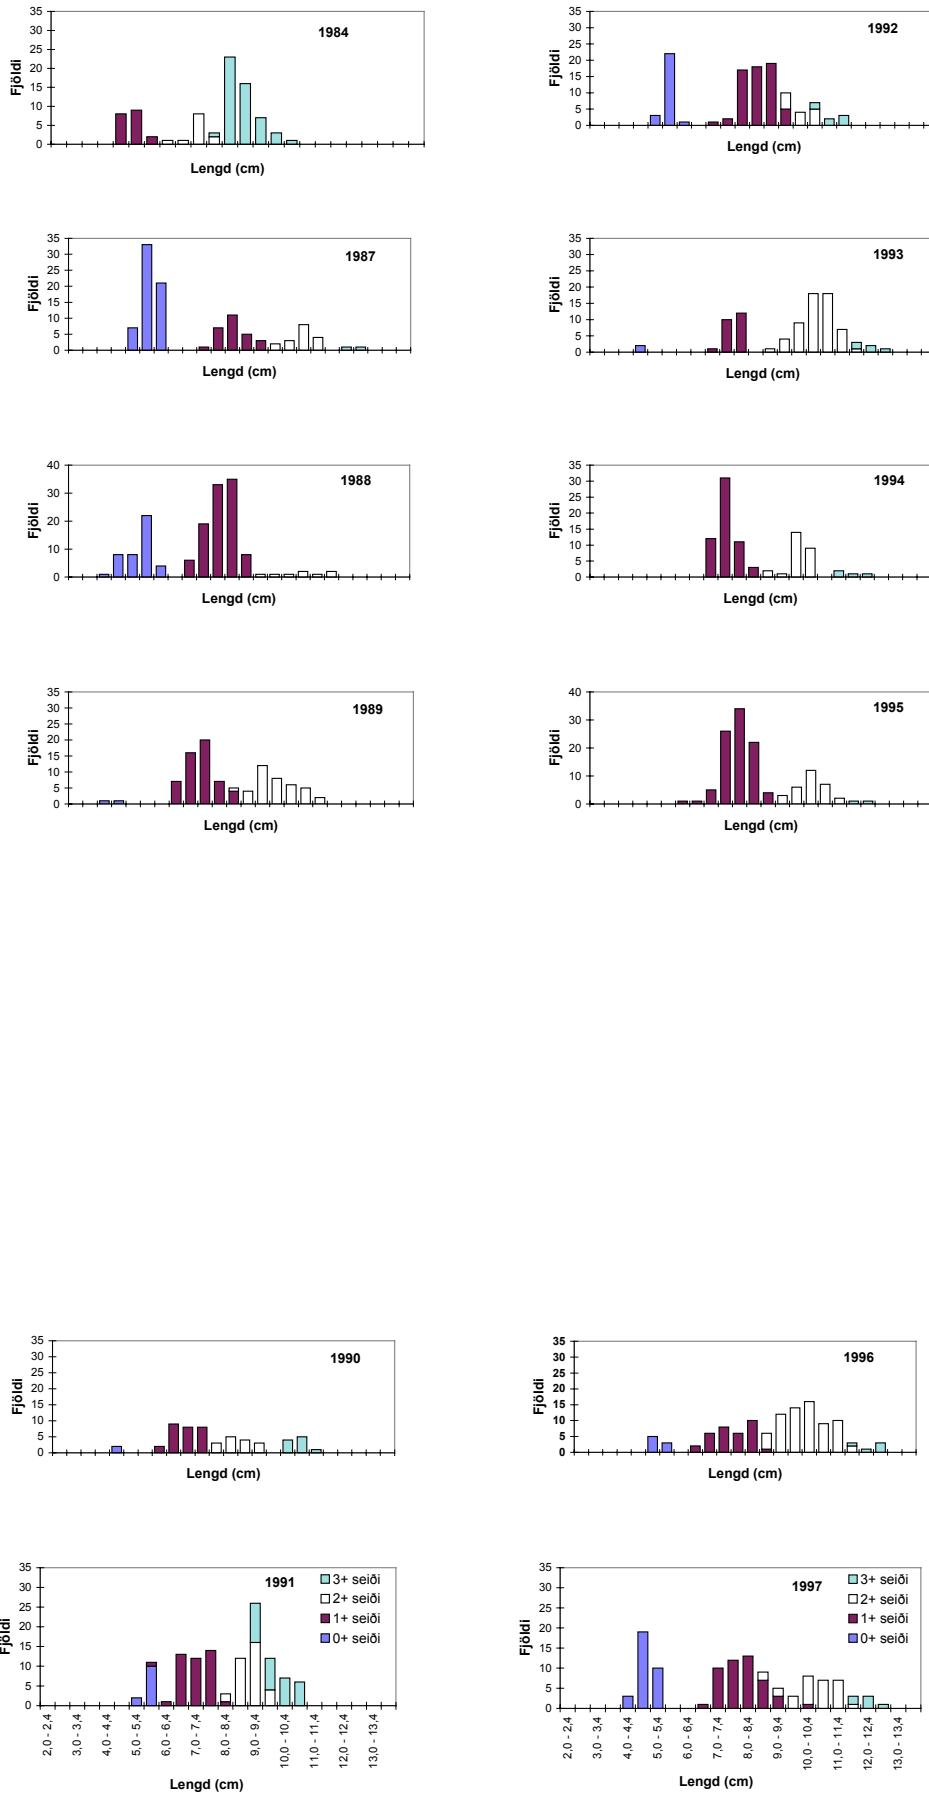 1984
Fjöldi
35
30
25
20
15
10
5
0
Lengd (cm)
1992
Fjöldi
35
30
25
20
15
10
5
0
Lengd (cm)
1987
Fjöldi
35
30
25
20
15
10
5
0
Lengd (cm)
1993
Fjöldi
35
30
25
20
15
10
5
0
Lengd (cm)
1988
Fjöldi
40
30
20
10
0
Lengd (cm)
1994
Fjöldi
35
30
25
20
15
10
5
0
Lengd (cm)
1989
Fjöldi
35
30
25
20
15
10
5
0
Lengd (cm)
1995
Fjöldi
40
30
20
10
0
Lengd (cm)
1990
Fjöldi
35
30
25
20
15
10
5
0
Lengd (cm)
1996
Fjöldi
35
30
25
20
15
10
5
0
Lengd (cm)
1991
Fjöldi
35
30
25
20
15
10
5
0
3+ seiði
2+ seiði
1+ seiði
0+ seiði
2,0 - 2,4
3,0 - 3,4
4,0 - 4,4
5,0 - 5,4
6,0 - 6,4
7,0 - 7,4
8,0 - 8,4
9,0 - 9,4
10,0 - 10,4
11,0 - 11,4
12,0 - 12,4
13,0 - 13,4
Lengd (cm)
1997
Fjöldi
35
30
25
20
15
10
5
0
3+ seiði
2+ seiði
1+ seiði
0+ seiði
2,0 - 2,4
3,0 - 3,4
4,0 - 4,4
5,0 - 5,4
6,0 - 6,4
7,0 - 7,4
8,0 - 8,4
9,0 - 9,4
10,0 - 10,4
11,0 - 11,4
12,0 - 12,4
13,0 - 13,4
Lengd (cm)